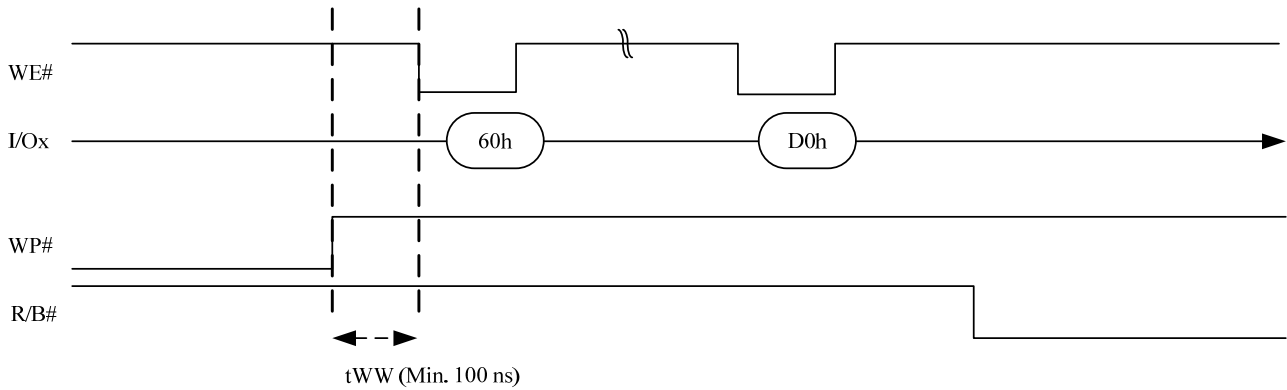 WE#
I/Ox
60h
D0h
WP#
R/B#
tWW (Min. 100 ns)